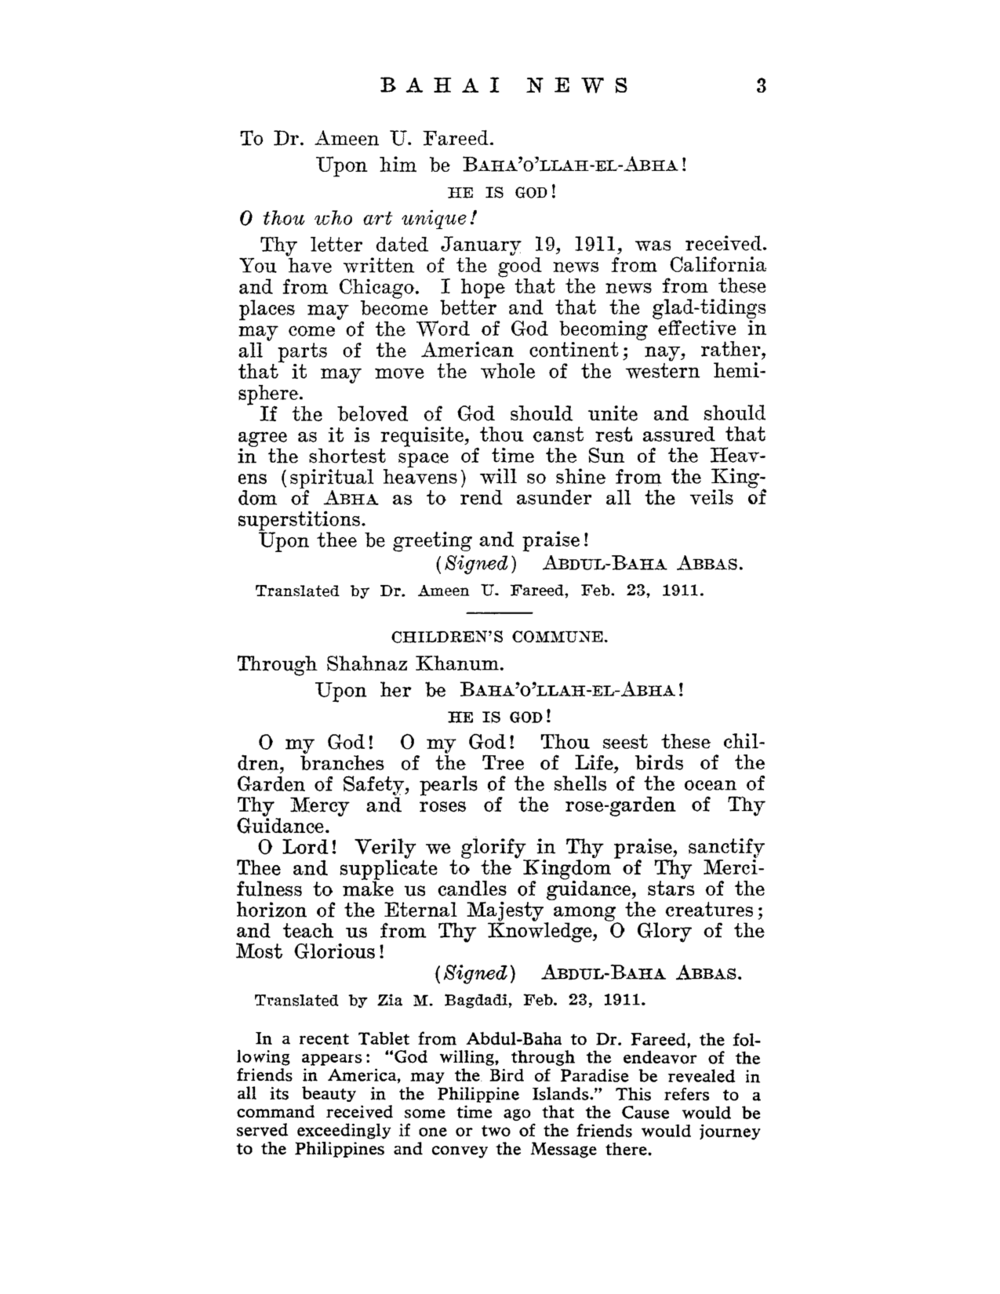 BAHAI NEWS 3
To Dr. Ameen U. Fareed.
Upon him be BAHA'O'LLAH-EL-ABHA!
HE IS GOD!
O thou who art unique!
Thy letter dated January 19, 1911, was received.
You have written of the good news from California
and from Chicago. I hope that the news from these
places may become better and that the glad-tidings
may come of the Word of God becoming effective in
all parts of the American continent; nay, rather,
that it may move the whole of the western hemi-
sphere.
If the beloved of God should unite and should
agree as it is requisite, thou canst rest assured that
in the shortest space of time the Sun of the Heav-
ens (spiritual heavens) will so shine from the King-
dom of ABHA as to rend asunder all the veils of
superstitions.
Upon thee be greeting and praise!
(Signed) ABDUL-BAHA ABBAS.
Translated by Dr. Ameen U. Fareed, Feb. 23, 1911.
CHILDREN'S COMMUNE.
Through Shahnaz Khanum.
Upon her be BAHA'O'LLAH-EL-ABHA!
HE IS GOD!
O my God! O my God! Thou seest these chil-
dren, branches of the Tree of Life, birds of the
Garden of Safety, pearls of the shells of the ocean of
Thy Mercy and roses of the rose-garden of Thy
Guidance.
O Lord! Verily we glorify in Thy praise, sanctify
Thee and supplicate to the Kingdom of Thy Merci-
fulness to make us candles of guidance, stars of the
horizon of the Eternal Majesty among the creatures;
and teach us from Thy Knowledge, O Glory of the
Most Glorious!
(Signed) ABDUL-BAHA ABBAS.
Translated by Zia M. Bagdadi, Feb. 23, 1911.
In a recent Tablet from Abdul-Baha to Dr. Fareed, the fol-
lowing appears: "God willing, through the endeavor of the
friends in America, may the Bird of Paradise be revealed in
all its beauty in the Philippine Islands." This refers to a
command received some time ago that the Cause would be
served exceedingly if one or two of the friends would journey
to the Philippines and convey the Message there.